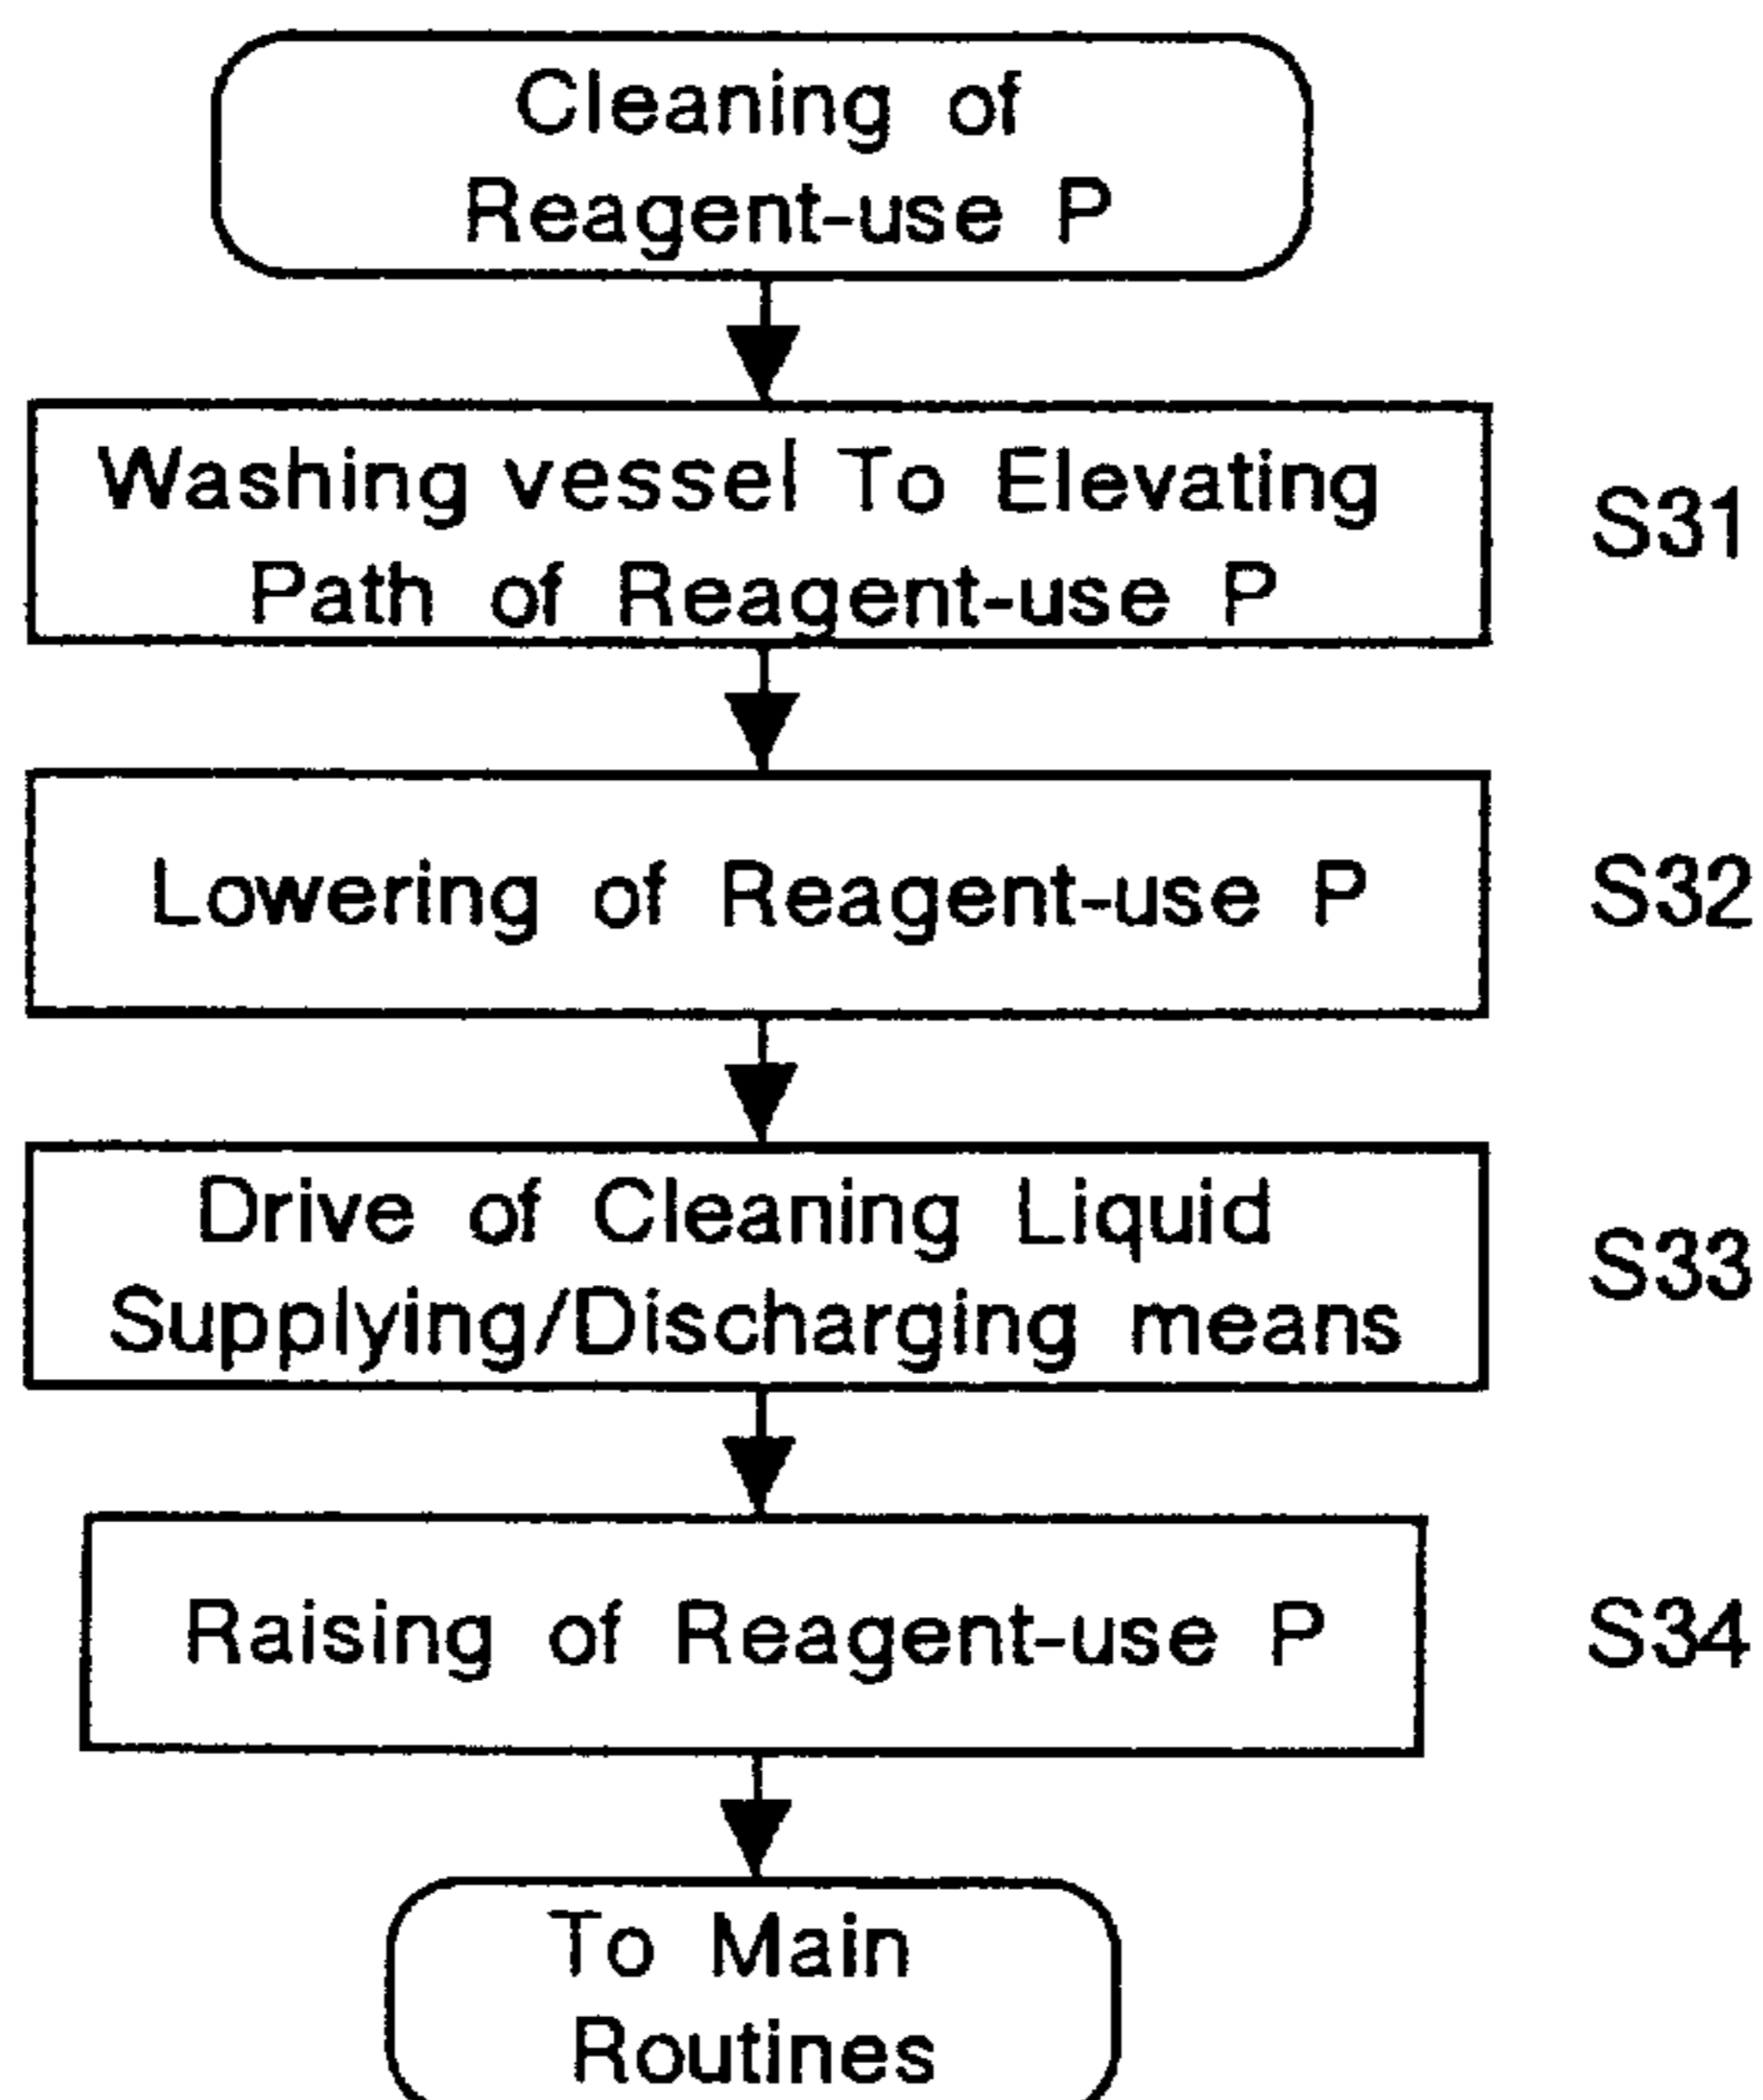 Cleaning of
Reagent-use P
Washing vessel To Elevating
Path of Reagent-use P
S31
Lowering of Reagent-use P
S32
Drive of Cleaning Liquid
Supplying/Discharging means
S33
Raising of Reagent-use P
S34
To Main
Routines